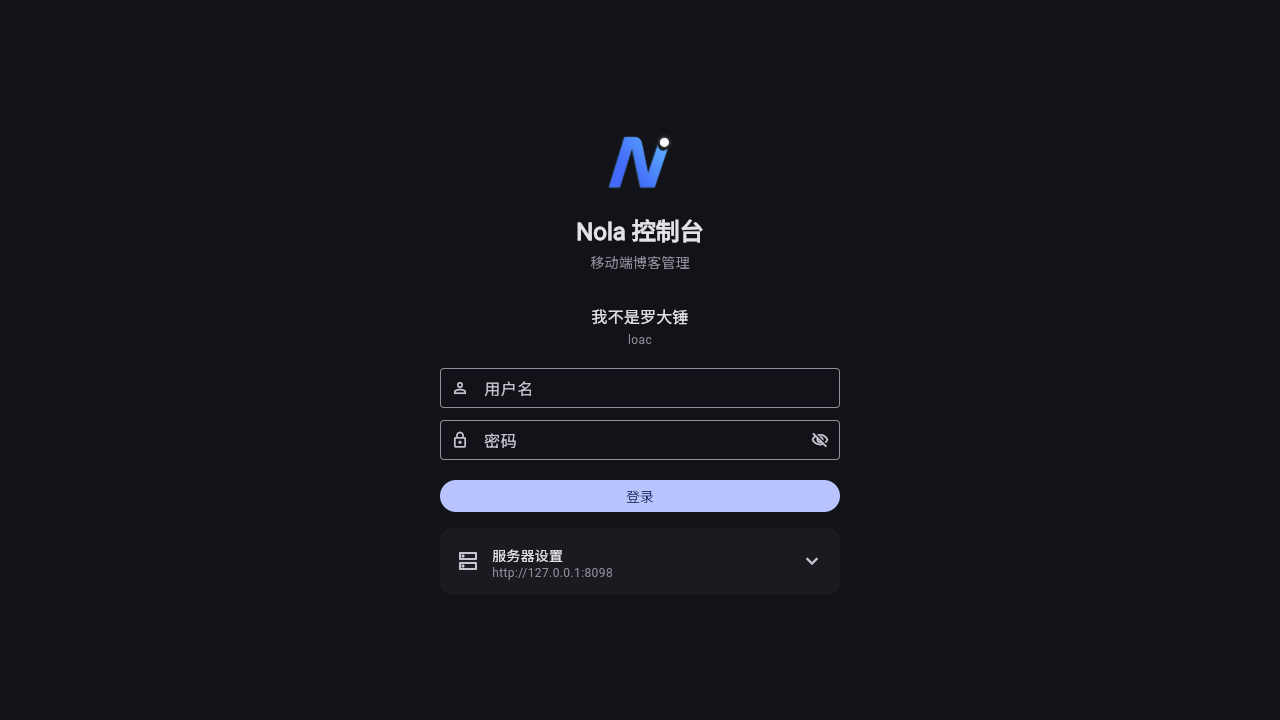 Nola 控制台
移动端博客管理
我不是罗大锤
loac
用户名
密码
登录
服务器设置
http://127.0.0.1:8098